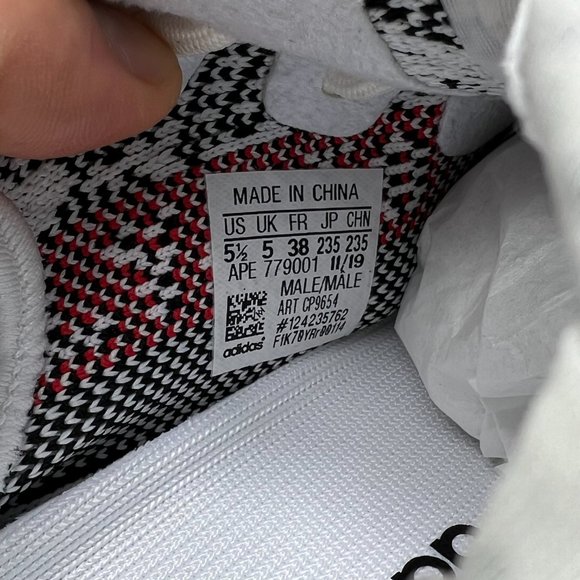 MADE IN CHINA
US UK FR JP CHN
5½ 5 38 235 235
APE 779001 11/19
MALE/MÂLE
ART CP9654
#124235762
F1K70YRr00114
adidas